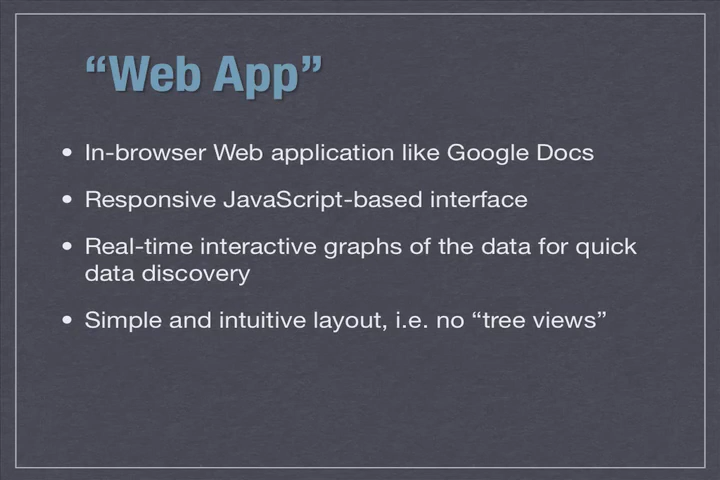 “Web App”
• In-browser Web application like Google Docs
• Responsive JavaScript-based interface
• Real-time interactive graphs of the data for quick
data discovery
• Simple and intuitive layout, i.e. no “tree views”